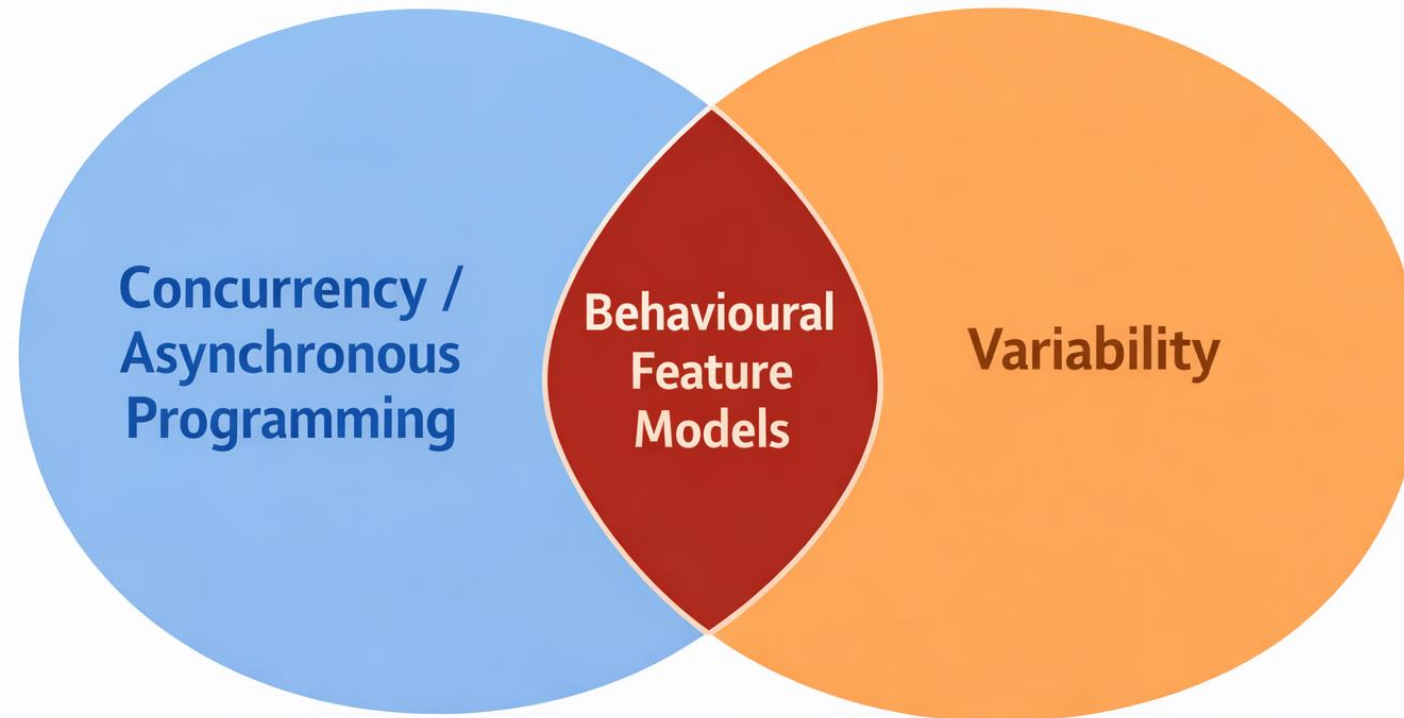 Concurrency /
Asynchronous
Programming
Behavioural
Feature
Models
Variability